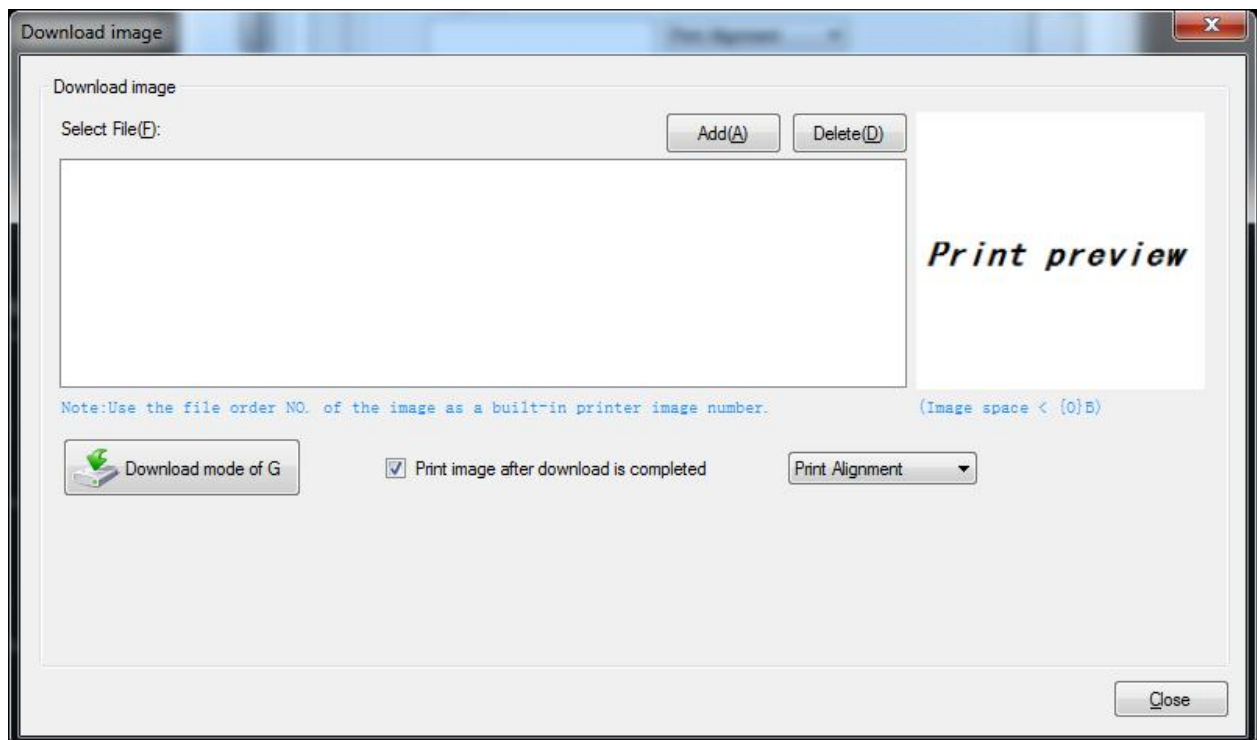 Download image
Download image
Select File(F):
Add(A)
Delete(D)
Print preview
Note:Use the file order NO. of the image as a built-in printer image number.
(Image space < {0}B)
Download mode of G
Print image after download is completed
Print Alignment
Close